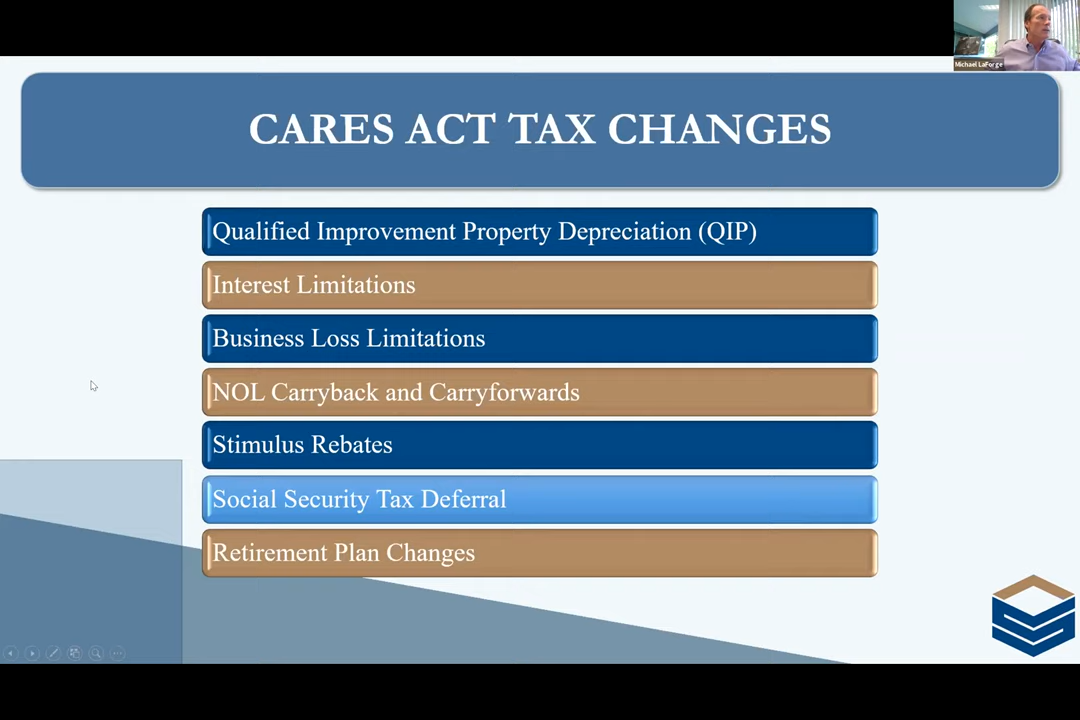 Michael LaForge
CARES ACT TAX CHANGES
Qualified Improvement Property Depreciation (QIP)
Interest Limitations
Business Loss Limitations
NOL Carryback and Carryforwards
Stimulus Rebates
Social Security Tax Deferral
Retirement Plan Changes